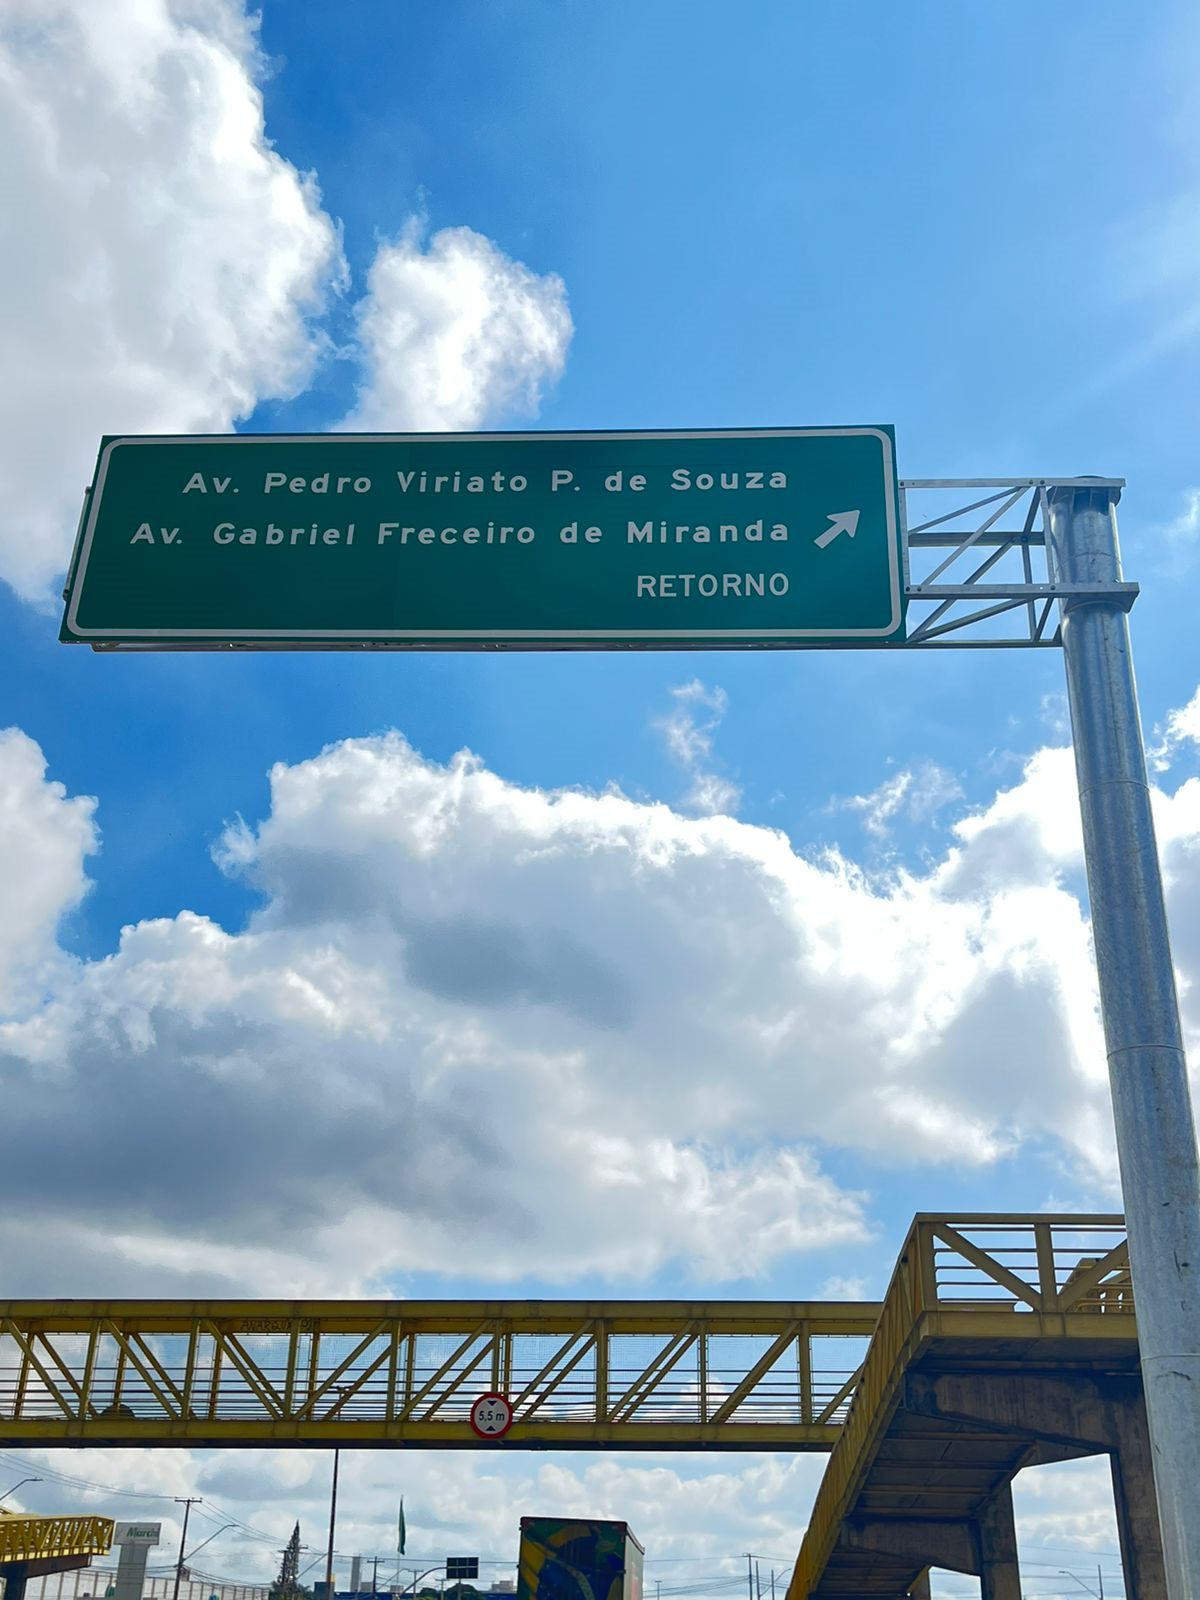 Av. Pedro Viriato P. de Souza
Av. Gabriel Freceiro de Miranda
RETORNO
5,5 m